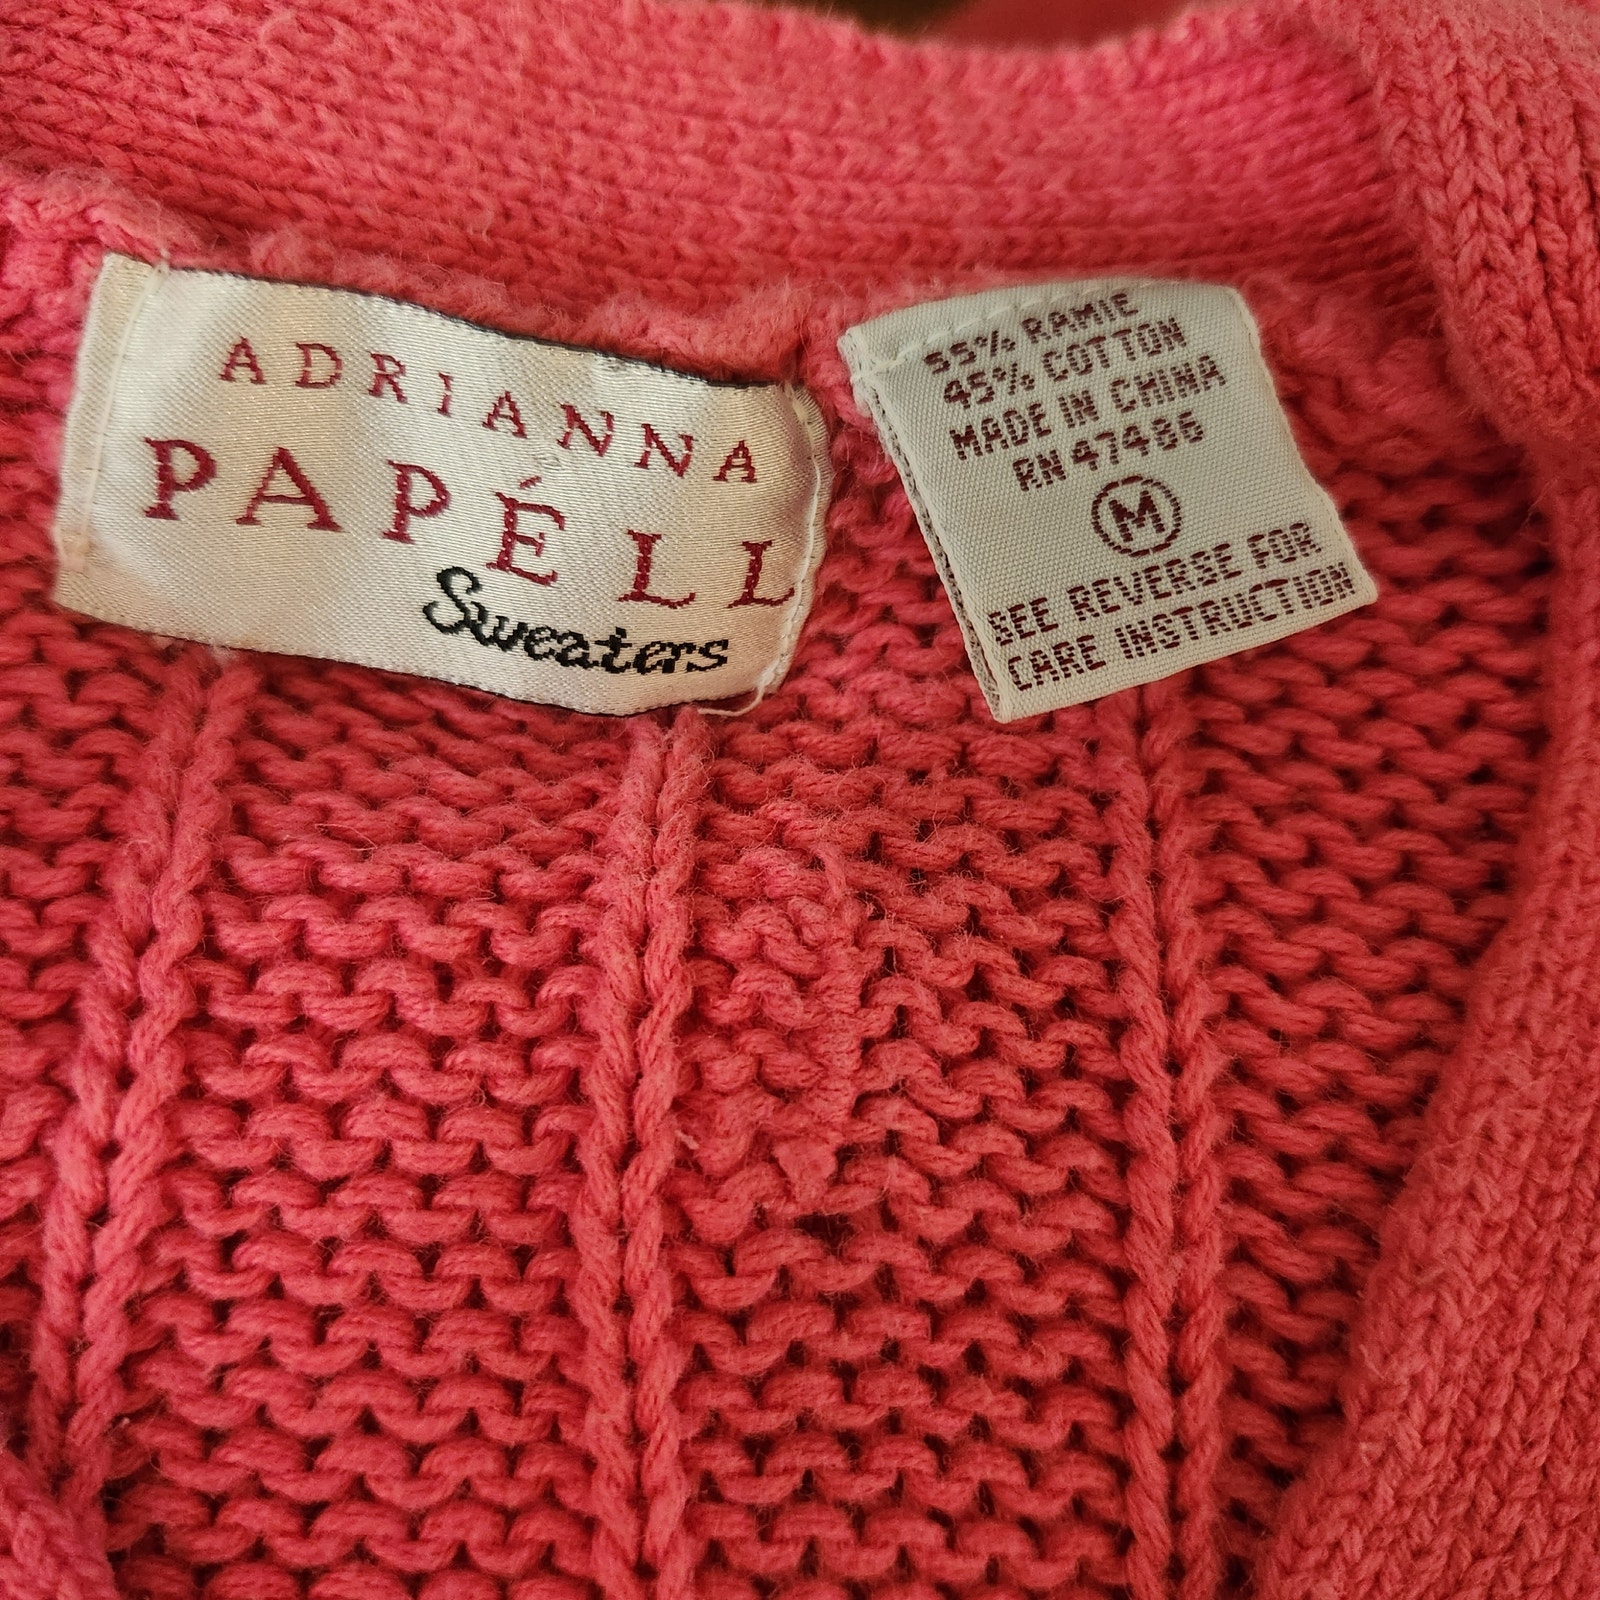 ADRIANNA
PAPÉLL
Sweaters
55% RAMIE
45% COTTON
MADE IN CHINA
RN 47486
M
SEE REVERSE FOR
CARE INSTRUCTION